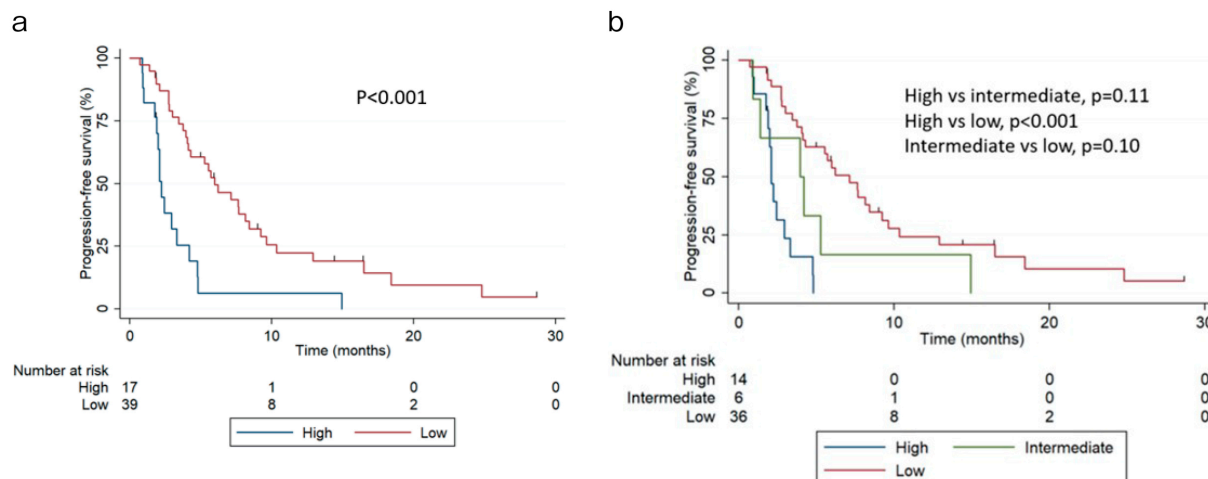 a
Progression-free survival (%)
100
75
50
25
0
P<0.001
0 10 20 30
Time (months)
Number at risk
High 17 1 0 0
Low 39 8 2 0
High Low
b
Progression-free survival (%)
100
75
50
25
0
High vs intermediate, p=0.11
High vs low, p<0.001
Intermediate vs low, p=0.10
0 10 20 30
Time (months)
Number at risk
High 14 0 0 0
Intermediate 6 1 0 0
Low 36 8 2 0
High Intermediate
Low